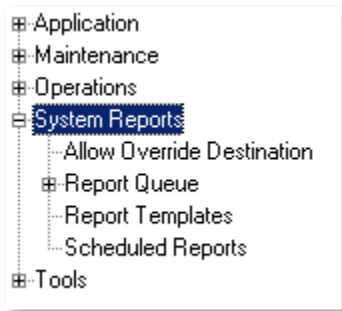 Application
Maintenance
Operations
System Reports
Allow Override Destination
Report Queue
Report Templates
Scheduled Reports
Tools